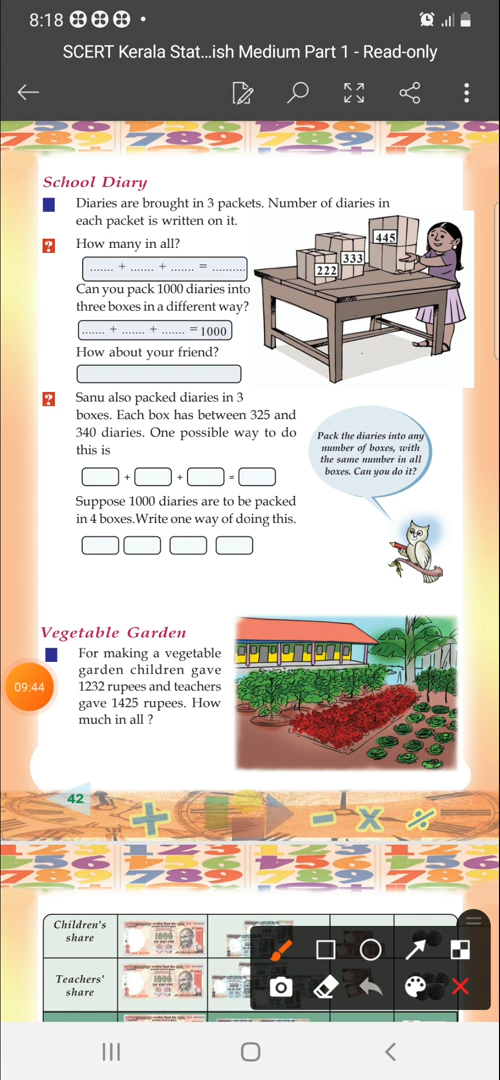 8:18
SCERT Kerala Stat...ish Medium Part 1 - Read-only
School Diary
Diaries are brought in 3 packets. Number of diaries in
each packet is written on it.
? How many in all?
....... + ....... + ....... = ..........
Can you pack 1000 diaries into
three boxes in a different way?
....... + ....... + ....... = 1000
How about your friend?
222
333
445
? Sanu also packed diaries in 3
boxes. Each box has between 325 and
340 diaries. One possible way to do
this is
+ + =
Suppose 1000 diaries are to be packed
in 4 boxes.Write one way of doing this.
Pack the diaries into any
number of boxes, with
the same number in all
boxes. Can you do it?
Vegetable Garden
For making a vegetable
garden children gave
1232 rupees and teachers
gave 1425 rupees. How
much in all ?
09:44
42
+ - x ÷
Children's
share
1000
Teachers'
share
1000